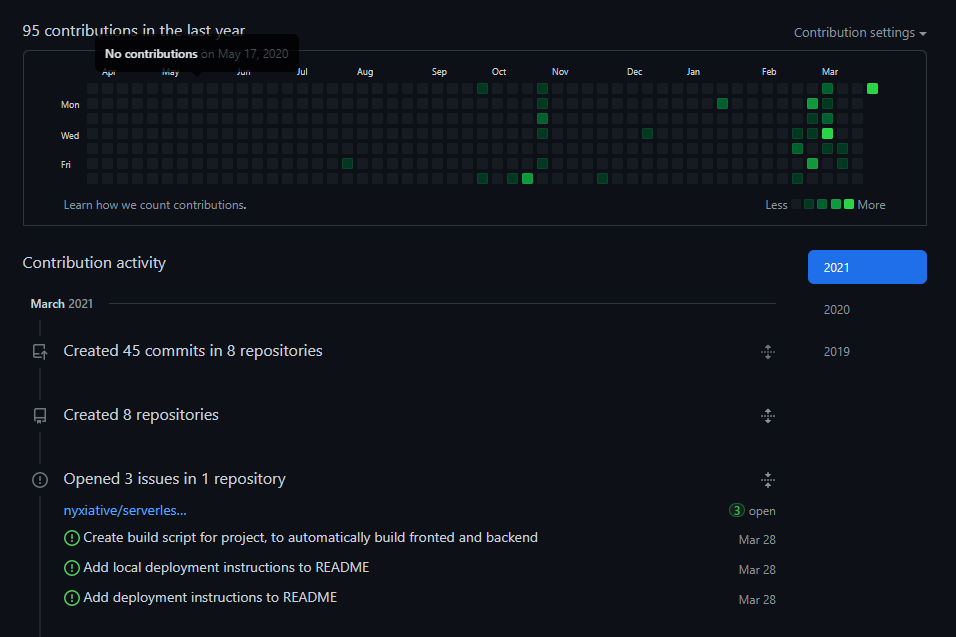 95 contributions in the last year
Contribution settings
No contributions on May 17, 2020
Apr May Jun Jul Aug Sep Oct Nov Dec Jan Feb Mar
Mon
Wed
Fri
Learn how we count contributions.
Less More
Contribution activity
2021
2020
2019
March 2021
Created 45 commits in 8 repositories
Created 8 repositories
Opened 3 issues in 1 repository
nyxiative/serverles...
3 open
Create build script for project, to automatically build fronted and backend
Mar 28
Add local deployment instructions to README
Mar 28
Add deployment instructions to README
Mar 28